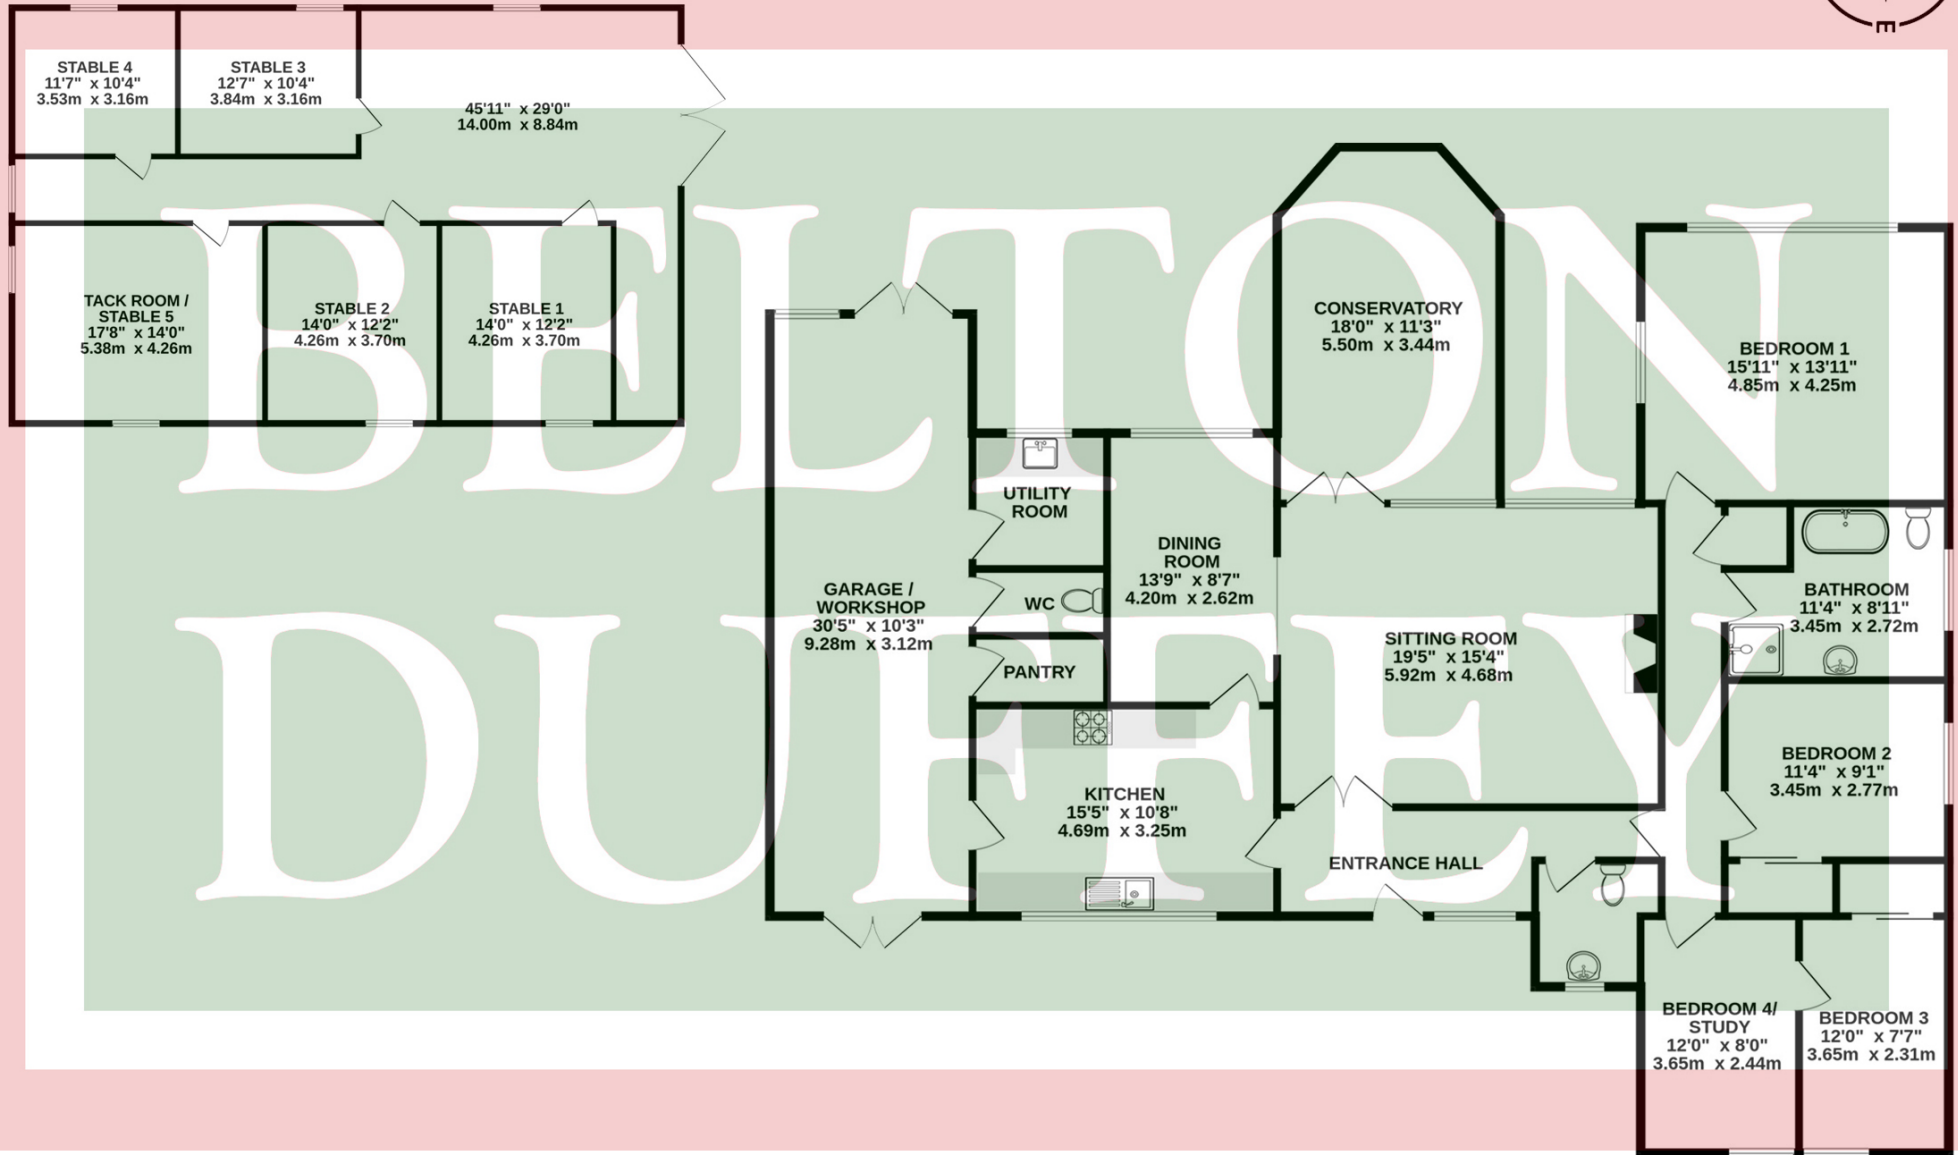 E
STABLE 4
11'7" x 10'4"
3.53m x 3.16m
STABLE 3
12'7" x 10'4"
3.84m x 3.16m
45'11" x 29'0"
14.00m x 8.84m
TACK ROOM /
STABLE 5
17'8" x 14'0"
5.38m x 4.26m
STABLE 2
14'0" x 12'2"
4.26m x 3.70m
STABLE 1
14'0" x 12'2"
4.26m x 3.70m
BELTON
DUFFEY
CONSERVATORY
18'0" x 11'3"
5.50m x 3.44m
BEDROOM 1
15'11" x 13'11"
4.85m x 4.25m
UTILITY
ROOM
DINING
ROOM
13'9" x 8'7"
4.20m x 2.62m
GARAGE /
WORKSHOP
30'5" x 10'3"
9.28m x 3.12m
WC
PANTRY
SITTING ROOM
19'5" x 15'4"
5.92m x 4.68m
BATHROOM
11'4" x 8'11"
3.45m x 2.72m
BEDROOM 2
11'4" x 9'1"
3.45m x 2.77m
KITCHEN
15'5" x 10'8"
4.69m x 3.25m
ENTRANCE HALL
BEDROOM 4/
STUDY
12'0" x 8'0"
3.65m x 2.44m
BEDROOM 3
12'0" x 7'7"
3.65m x 2.31m